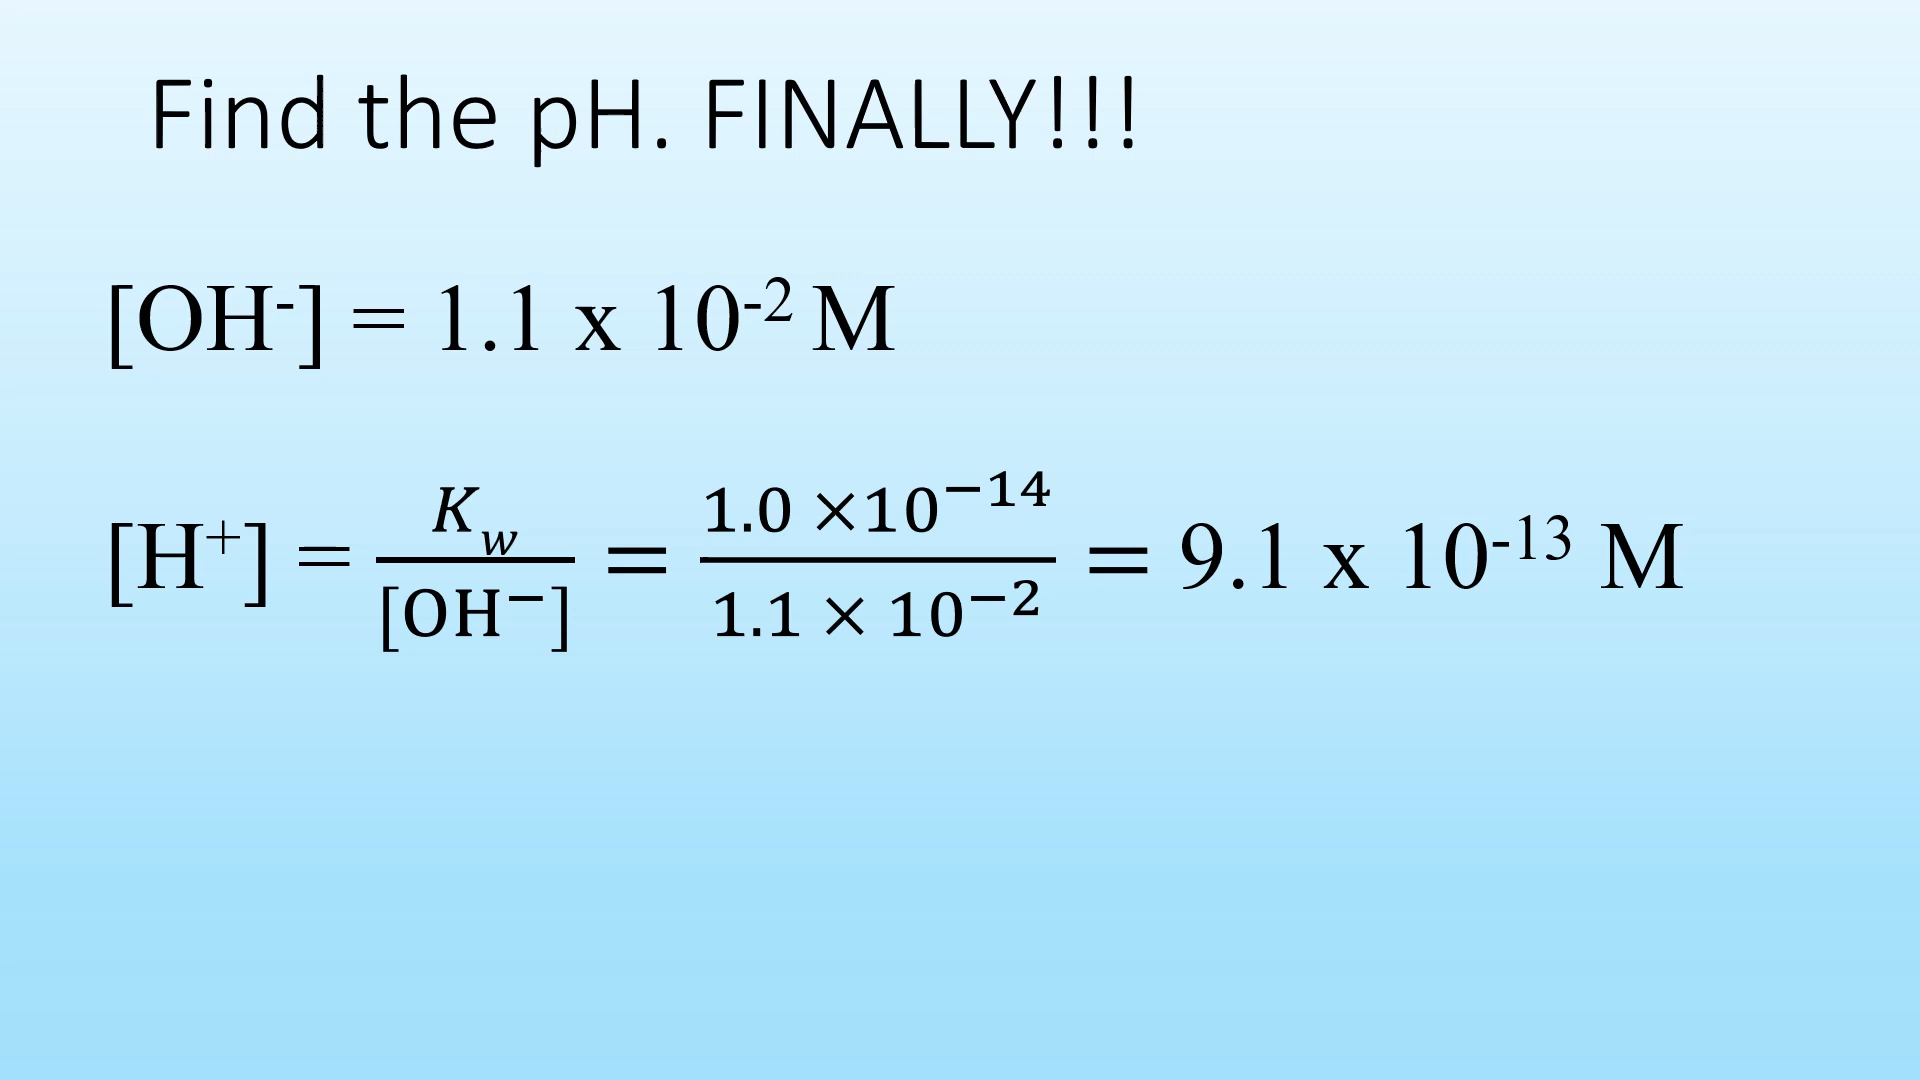 Find the pH. FINALLY!!!
[OH⁻] = 1.1 x 10⁻² M
[H⁺] = K_w / [OH⁻] = 1.0 ×10⁻¹⁴ / 1.1 × 10⁻² = 9.1 x 10⁻¹³ M